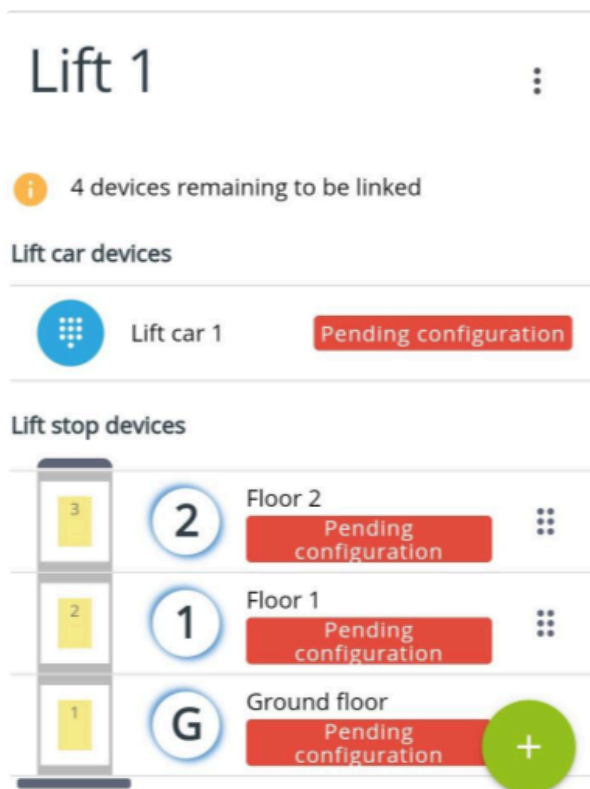 Lift 1
4 devices remaining to be linked
Lift car devices
Lift car 1
Pending configuration
Lift stop devices
3
2
Floor 2
Pending
configuration
2
1
Floor 1
Pending
configuration
1
G
Ground floor
Pending
configuration